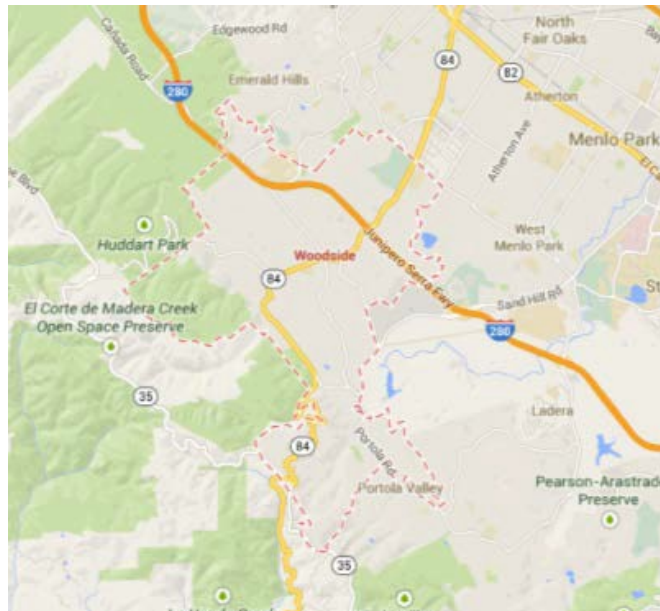 Edgewood Rd
North
Fair Oaks
Cañada Road
84
Emerald Hills
82
280
Atherton
Atherton Ave
Menlo Park
Huddart Park
West
Menlo Park
Woodside
Junipero Serra Fwy
84
Sand Hill Rd
El Corte de Madera Creek
Open Space Preserve
280
35
Ladera
84
Portola Rd
Portola Valley
Pearson-Arastrade
Preserve
35